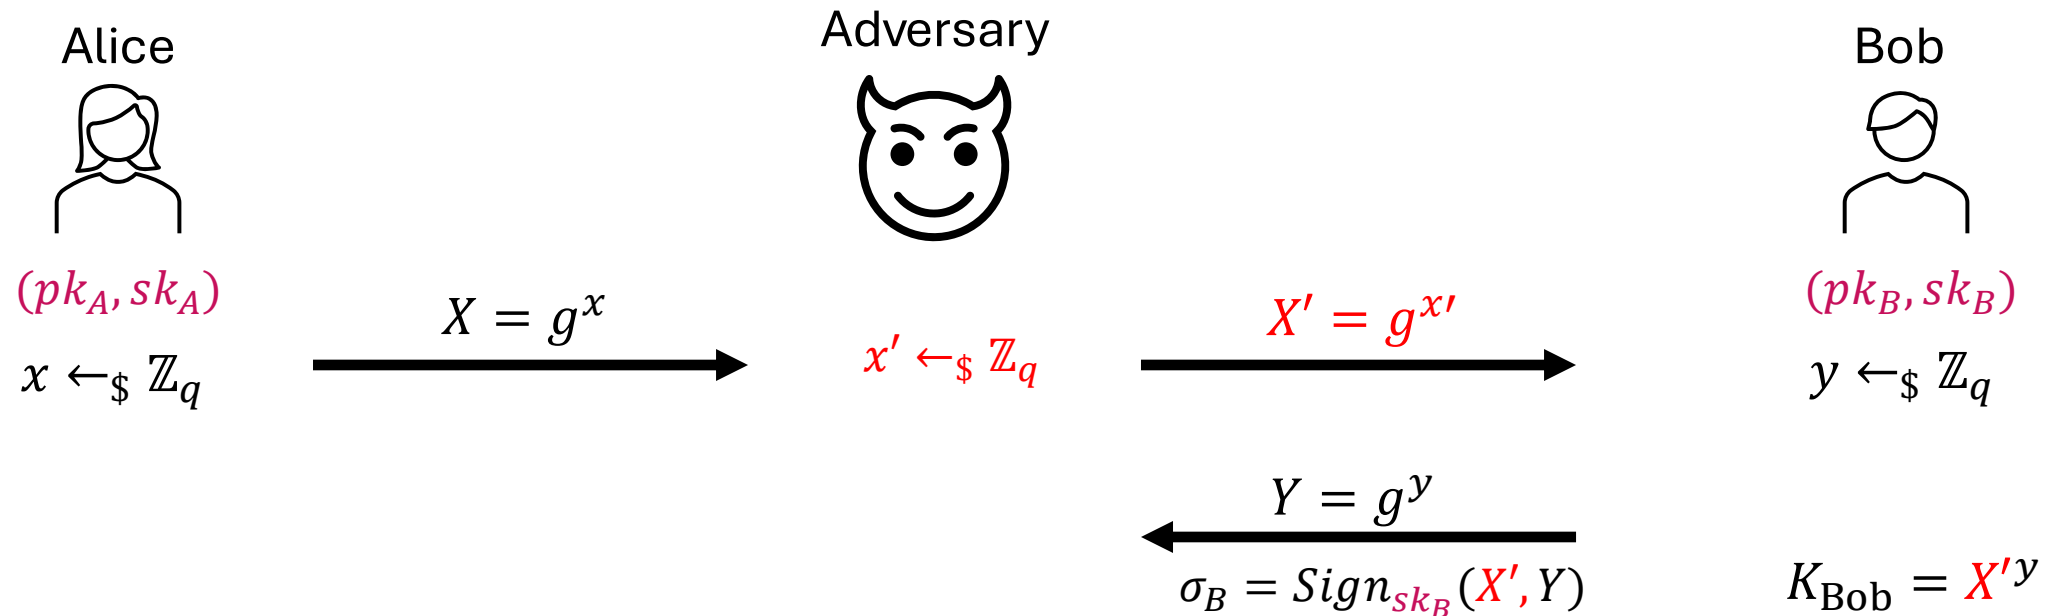 Alice
Adversary
Bob
(pk_A, sk_A)
X = g^x
X′ = g^{x′}
(pk_B, sk_B)
x ←_$ ℤ_q
x′ ←_$ ℤ_q
y ←_$ ℤ_q
Y = g^y
σ_B = Sign_{sk_B}(X′, Y)
K_Bob = X′^y